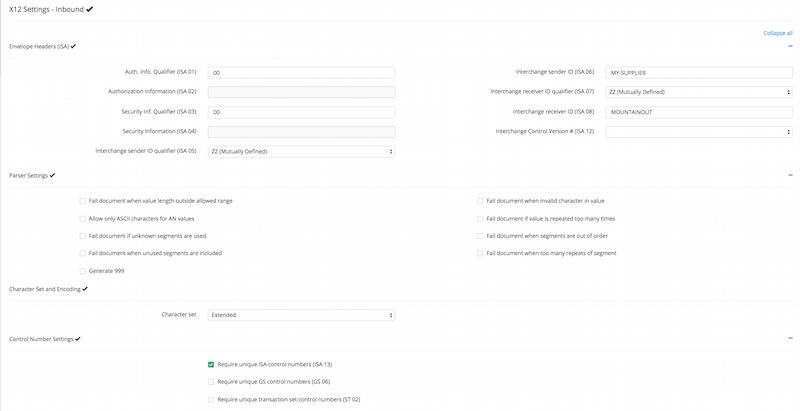 X12 Settings - Inbound
Collapse all
Envelope Headers (ISA)
Auth. Info. Qualifier (ISA 01)
00
Authorization Information (ISA 02)
Security Inf. Qualifier (ISA 03)
00
Security Information (ISA 04)
Interchange sender ID qualifier (ISA 05)
ZZ (Mutually Defined)
Interchange sender ID (ISA 06)
MY-SUPPLIER
Interchange receiver ID qualifier (ISA 07)
ZZ (Mutually Defined)
Interchange receiver ID (ISA 08)
MOUNTAINOUT
Interchange Control Version # (ISA 12)
Parser Settings
Fail document when value length outside allowed range
Allow only ASCII characters for AN values
Fail document if unknown segments are used
Fail document when unused segments are included
Generate 999
Fail document when invalid character in value
Fail document if value is repeated too many times
Fail document when segments are out of order
Fail document when too many repeats of segment
Character Set and Encoding
Character set
Extended
Control Number Settings
Require unique ISA control numbers (ISA 13)
Require unique GS control numbers (GS 06)
Require unique transaction set control numbers (ST 02)